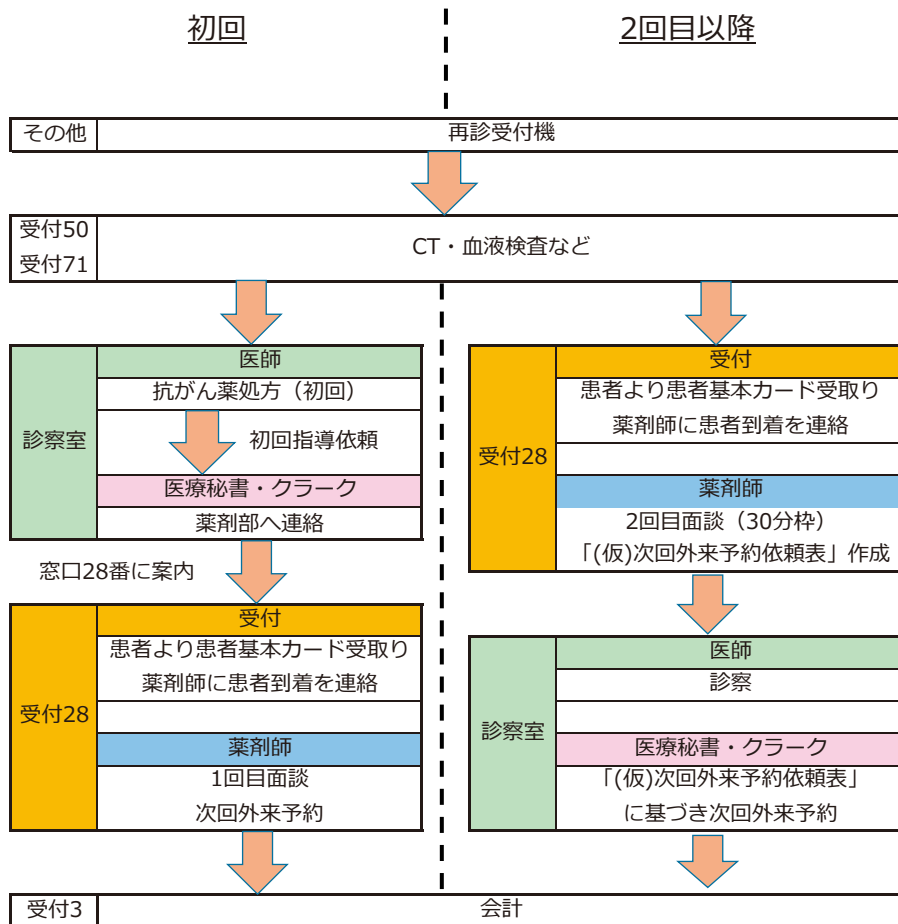 初回
2回目以降
その他
再診受付機
受付50
受付71
CT・血液検査など
医師
抗がん薬処方（初回）
診察室
初回指導依頼
医療秘書・クラーク
薬剤部へ連絡
窓口28番に案内
受付
患者より患者基本カード受取り
薬剤師に患者到着を連絡
受付28
薬剤師
1回目面談
次回外来予約
受付
患者より患者基本カード受取り
薬剤師に患者到着を連絡
受付28
薬剤師
2回目面談（30分枠）
「(仮)次回外来予約依頼表」作成
医師
診察
診察室
医療秘書・クラーク
「(仮)次回外来予約依頼表」
に基づき次回外来予約
受付3
会計